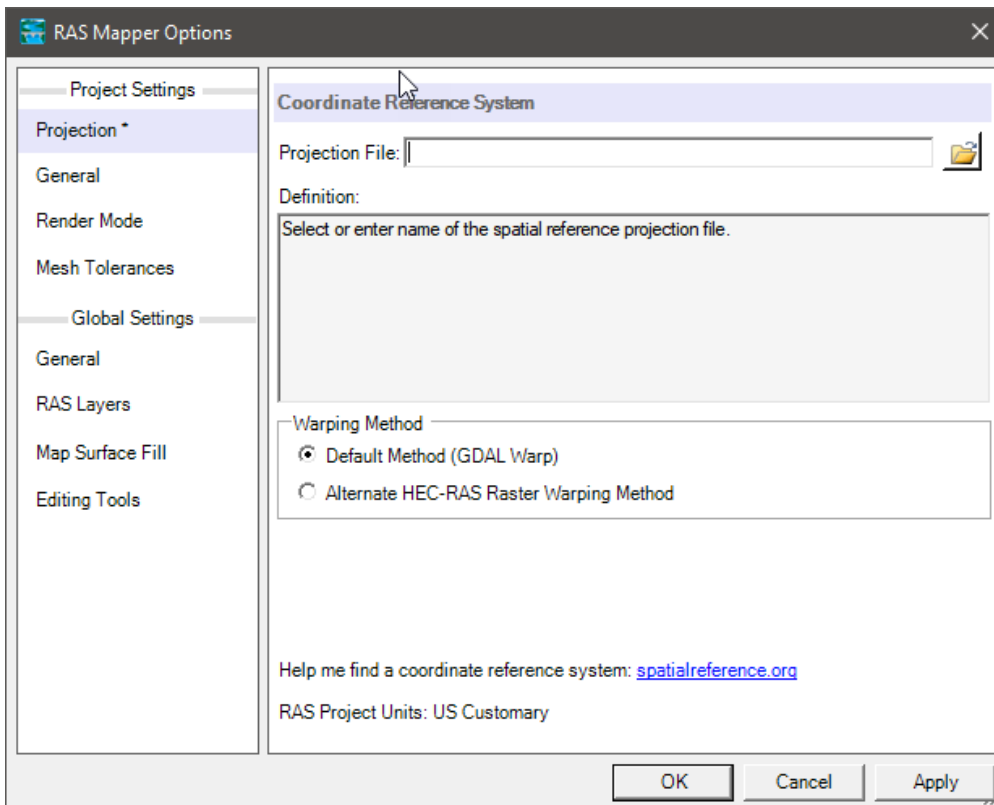 RAS Mapper Options
Project Settings
Projection *
General
Render Mode
Mesh Tolerances
Global Settings
General
RAS Layers
Map Surface Fill
Editing Tools
Coordinate Reference System
Projection File:
Definition:
Select or enter name of the spatial reference projection file.
Warping Method
Default Method (GDAL Warp)
Alternate HEC-RAS Raster Warping Method
Help me find a coordinate reference system: spatialreference.org
RAS Project Units: US Customary
OK Cancel Apply